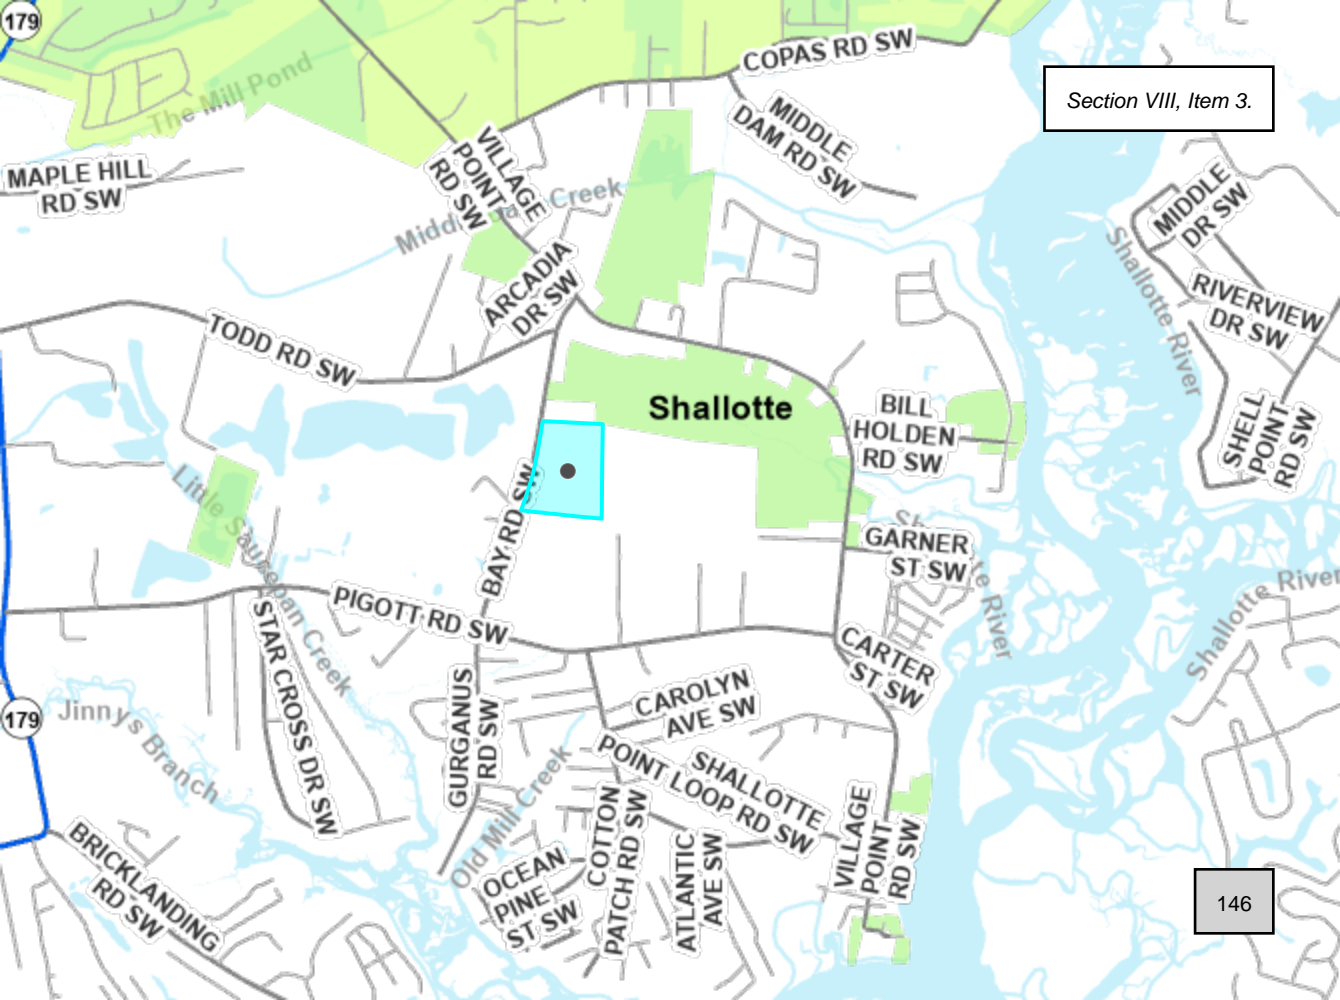 179
COPAS RD SW
Section VIII, Item 3.
The Mill Pond
MIDDLE
DAM RD SW
VILLAGE
POINT
RD SW
MAPLE HILL
RD SW
Creek
MIDDLE
DR SW
Shallotte River
ARCADIA
DR SW
RIVERVIEW
DR SW
TODD RD SW
Shallotte
BILL
HOLDEN
RD SW
SHELL
POINT
RD SW
Little Saucepan Creek
BAY RD SW
GARNER
ST SW
Shallotte River
Shallotte River
PIGOTT RD SW
STAR CROSS DR SW
CARTER
ST SW
GURGANUS
RD SW
CAROLYN
AVE SW
179
Jinnys Branch
POINT LOOP RD SW
SHALLOTTE
Old Mill Creek
COTTON
PATCH RD SW
VILLAGE
POINT
RD SW
ATLANTIC
AVE SW
OCEAN
PINE
ST SW
BRICKLANDING
RD SW
146